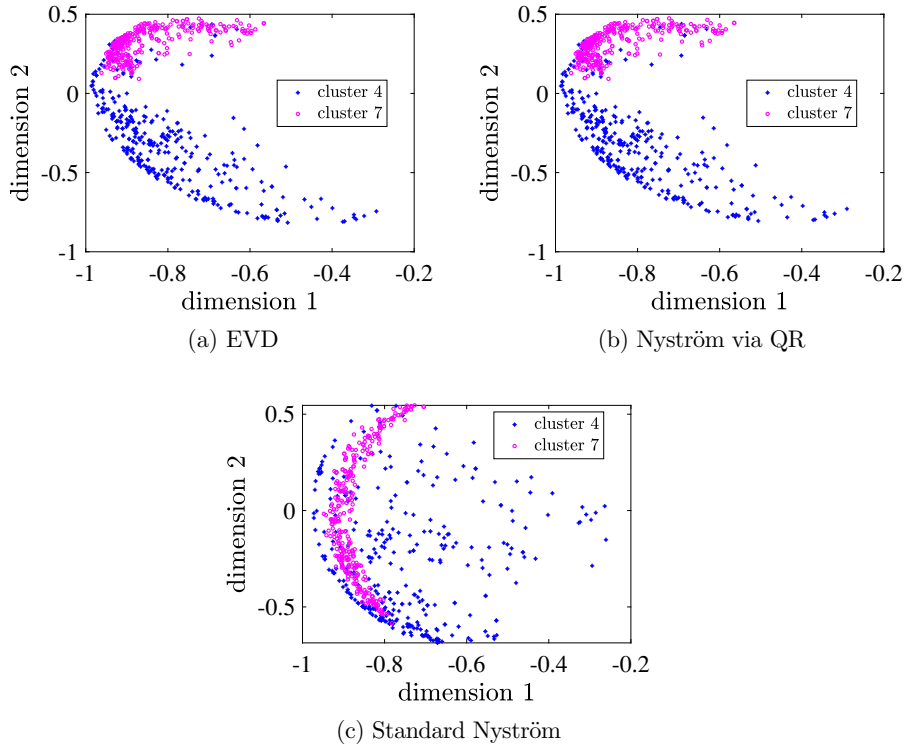 0.5
0
-0.5
-1
dimension 2
cluster 4
cluster 7
-1
-0.8
-0.6
-0.4
-0.2
dimension 1
(a) EVD
0.5
0
-0.5
-1
dimension 2
cluster 4
cluster 7
-1
-0.8
-0.6
-0.4
-0.2
dimension 1
(b) Nyström via QR
0.5
0
-0.5
dimension 2
cluster 4
cluster 7
-1
-0.8
-0.6
-0.4
-0.2
dimension 1
(c) Standard Nyström